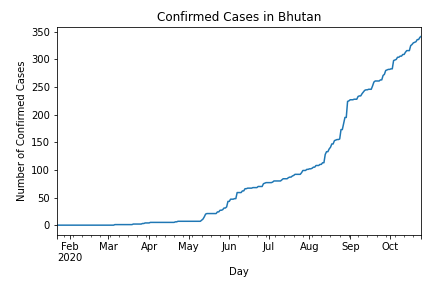 Confirmed Cases in Bhutan
Number of Confirmed Cases
350
300
250
200
150
100
50
0
Feb Mar Apr May Jun Jul Aug Sep Oct
2020
Day